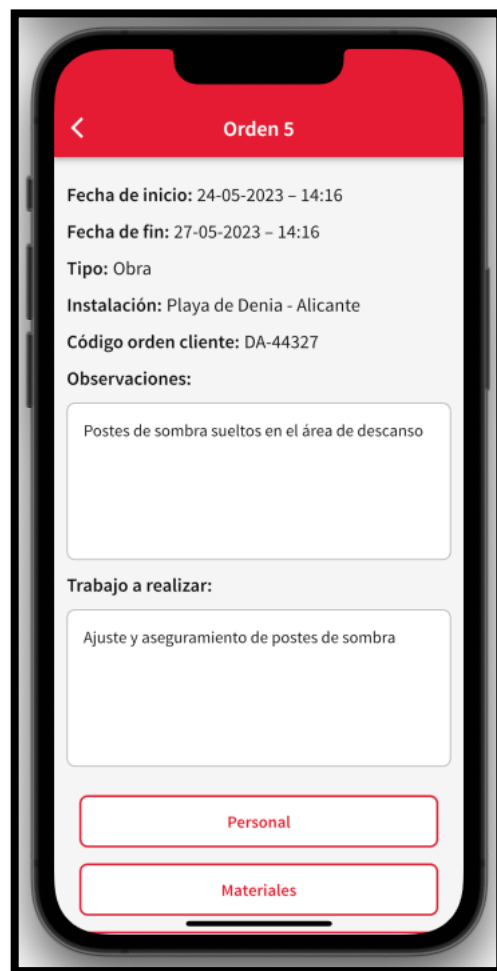 Orden 5
Fecha de inicio: 24-05-2023 – 14:16
Fecha de fin: 27-05-2023 – 14:16
Tipo: Obra
Instalación: Playa de Denia - Alicante
Código orden cliente: DA-44327
Observaciones:
Postes de sombra sueltos en el área de descanso
Trabajo a realizar:
Ajuste y aseguramiento de postes de sombra
Personal
Materiales